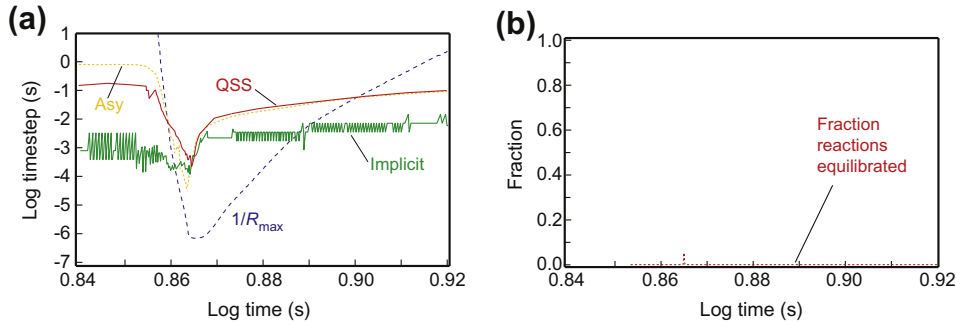 (a)
1
0
-1
-2
-3
-4
-5
-6
-7
Log timestep (s)
Asy
QSS
Implicit
1/Rmax
0.84
0.86
0.88
0.90
0.92
Log time (s)
(b)
1.0
0.8
0.6
0.4
0.2
0.0
Fraction
Fraction
reactions
equilibrated
0.84
0.86
0.88
0.90
0.92
Log time (s)